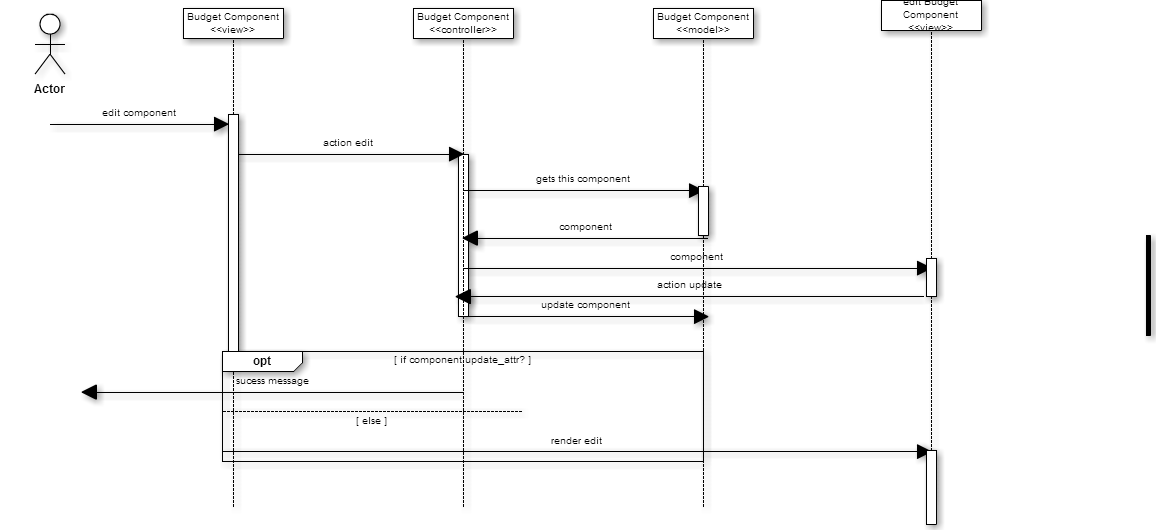 Budget Component
<<view>>
Budget Component
<<controller>>
Budget Component
<<model>>
edit Budget
Component
<<view>>
Actor
edit component
action edit
gets this component
component
component
action update
update component
opt
[ if component.update_attr? ]
sucess message
[ else ]
render edit